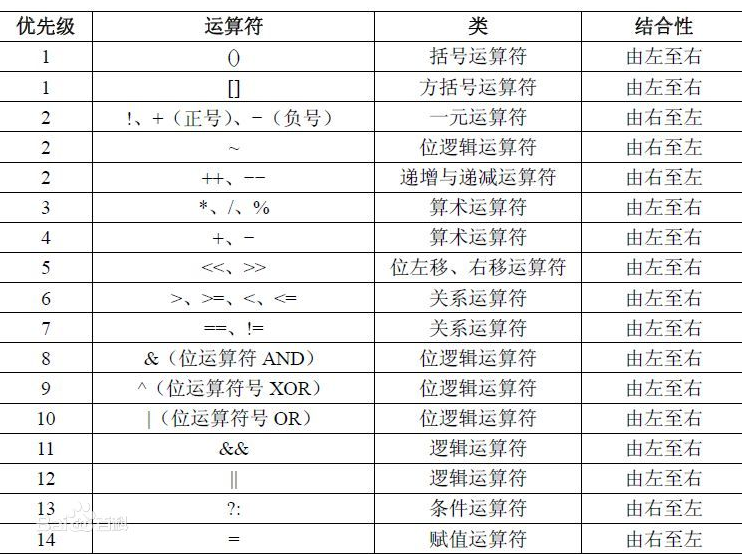 优先级 运算符 类 结合性
1 () 括号运算符 由左至右
1 [] 方括号运算符 由左至右
2 !、+（正号）、−（负号） 一元运算符 由右至左
2 ~ 位逻辑运算符 由右至左
2 ++、−− 递增与递减运算符 由右至左
3 *、/、% 算术运算符 由左至右
4 +、− 算术运算符 由左至右
5 <<、>> 位左移、右移运算符 由左至右
6 >、>=、<、<= 关系运算符 由左至右
7 ==、!= 关系运算符 由左至右
8 &（位运算符 AND） 位逻辑运算符 由左至右
9 ^（位运算符号 XOR） 位逻辑运算符 由左至右
10 |（位运算符号 OR） 位逻辑运算符 由左至右
11 && 逻辑运算符 由左至右
12 || 逻辑运算符 由左至右
13 ?: 条件运算符 由右至左
Baidu百科
14 = 赋值运算符 由右至左